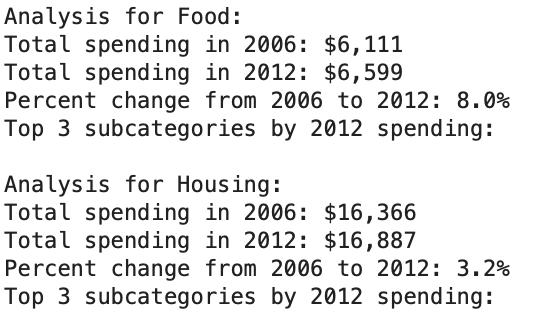 Analysis for Food:
Total spending in 2006: $6,111
Total spending in 2012: $6,599
Percent change from 2006 to 2012: 8.0%
Top 3 subcategories by 2012 spending:

Analysis for Housing:
Total spending in 2006: $16,366
Total spending in 2012: $16,887
Percent change from 2006 to 2012: 3.2%
Top 3 subcategories by 2012 spending: